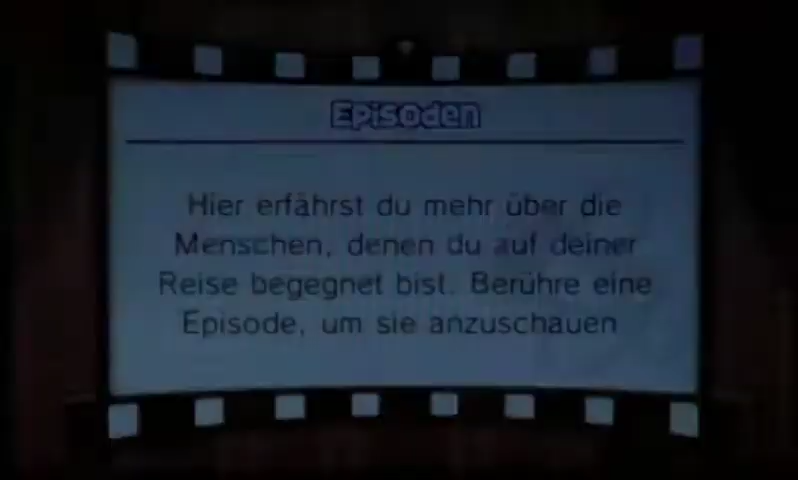 Episoden
Hier erfährst du mehr über die
Menschen, denen du auf deiner
Reise begegnet bist. Berühre eine
Episode, um sie anzuschauen